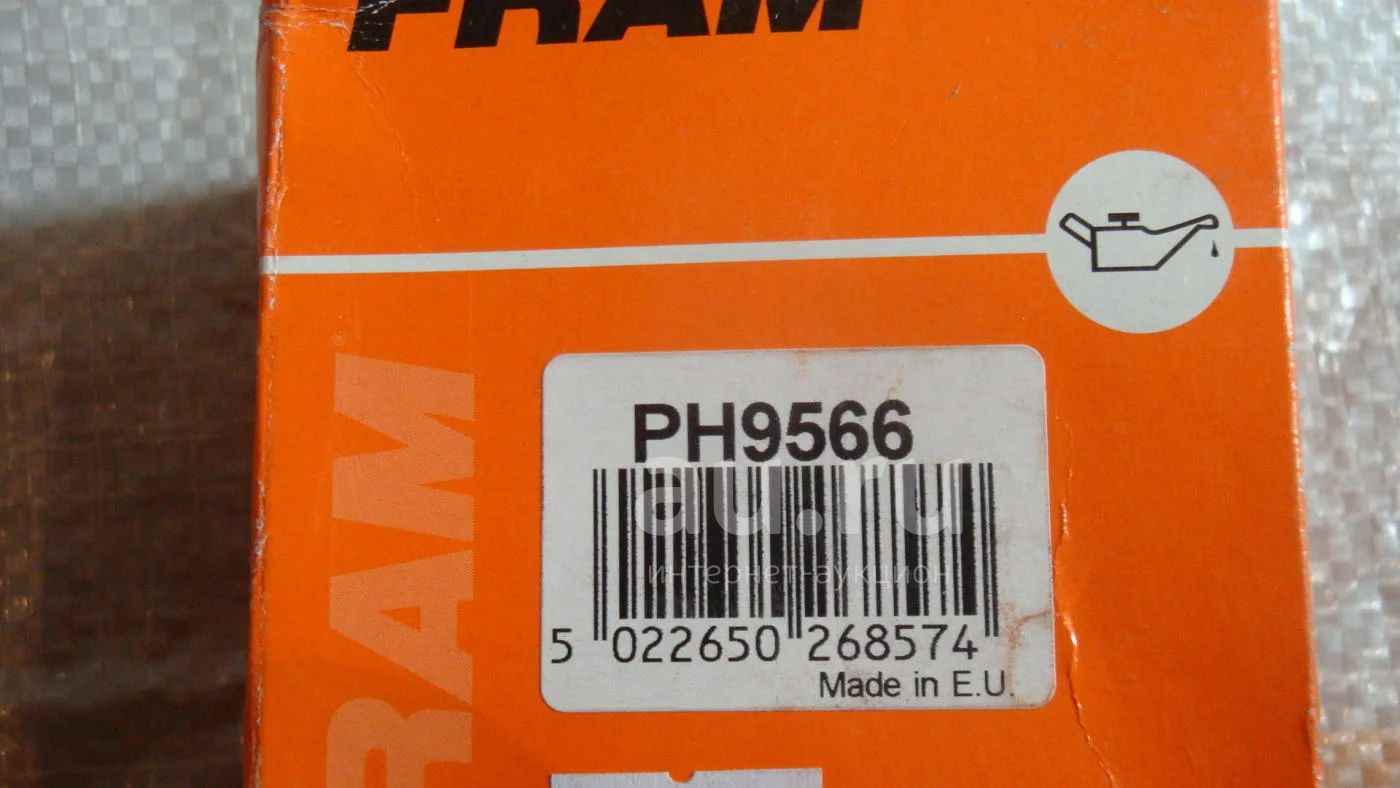 FRAM
FRAM
PH9566
au.ru
интернет-аукцион
5 022650 268574
Made in E.U.